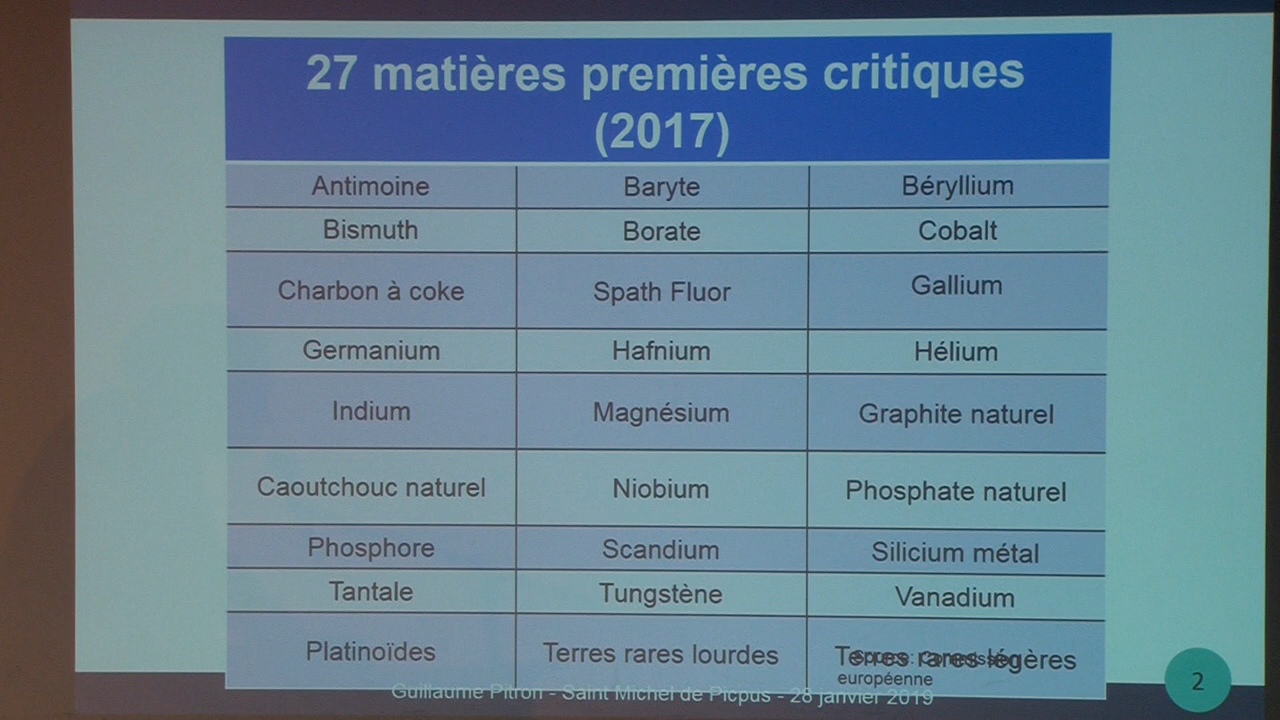 27 matières premières critiques
(2017)
Antimoine Baryte Béryllium
Bismuth Borate Cobalt
Charbon à coke Spath Fluor Gallium
Germanium Hafnium Hélium
Indium Magnésium Graphite naturel
Caoutchouc naturel Niobium Phosphate naturel
Phosphore Scandium Silicium métal
Tantale Tungstène Vanadium
Platinoïdes Terres rares lourdes Terres rares légères
Source : Commission
européenne
Guillaume Pitron - Saint Michel de Picpus - 28 janvier 2019
2